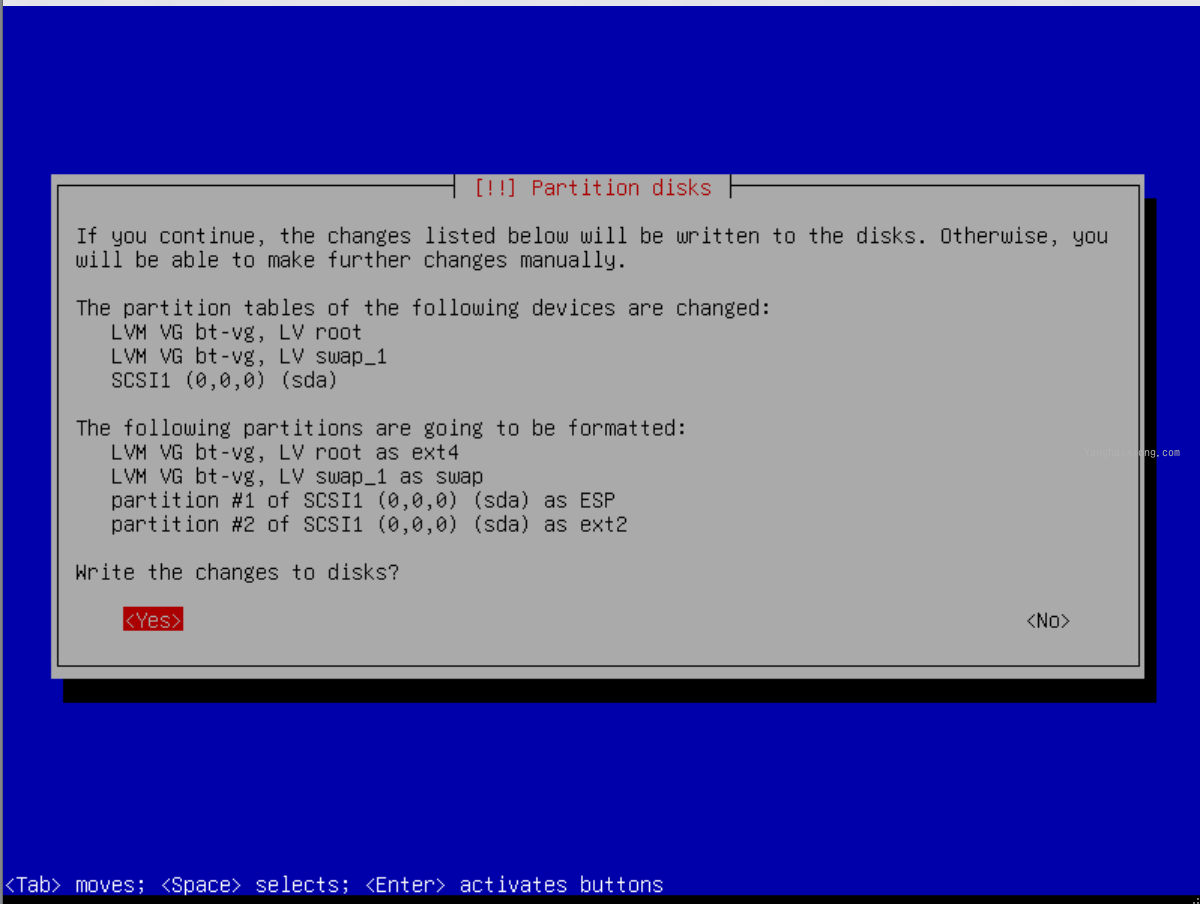 [!!] Partition disks
If you continue, the changes listed below will be written to the disks. Otherwise, you
will be able to make further changes manually.
The partition tables of the following devices are changed:
LVM VG bt-vg, LV root
LVM VG bt-vg, LV swap_1
SCSI1 (0,0,0) (sda)
The following partitions are going to be formatted:
LVM VG bt-vg, LV root as ext4
LVM VG bt-vg, LV swap_1 as swap
partition #1 of SCSI1 (0,0,0) (sda) as ESP
partition #2 of SCSI1 (0,0,0) (sda) as ext2
Write the changes to disks?
<Yes> <No>
<Tab> moves; <Space> selects; <Enter> activates buttons